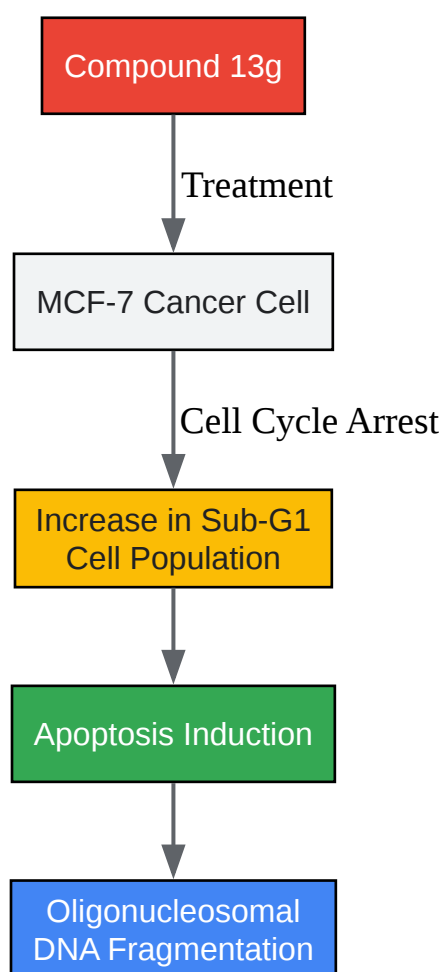 Compound 13g
Treatment
MCF-7 Cancer Cell
Cell Cycle Arrest
Increase in Sub-G1
Cell Population
Apoptosis Induction
Oligonucleosomal
DNA Fragmentation